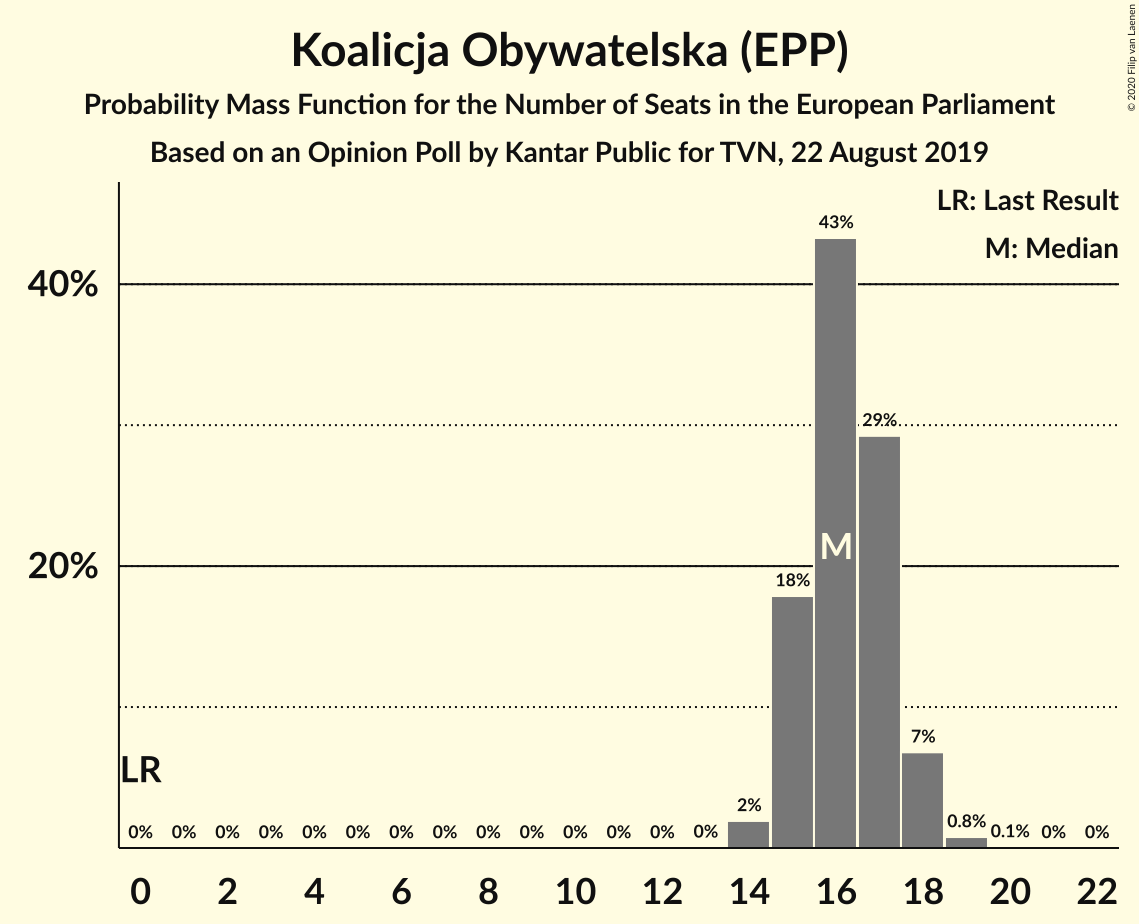 Koalicja Obywatelska (EPP)
Probability Mass Function for the Number of Seats in the European Parliament
Based on an Opinion Poll by Kantar Public for TVN, 22 August 2019
© 2020 Filip van Laenen
LR: Last Result
M: Median
40%
20%
43%
29%
18%
7%
2%
0.8%
0.1%
M
LR
0% 0% 0% 0% 0% 0% 0% 0% 0% 0% 0% 0% 0% 0% 0% 0%
0 2 4 6 8 10 12 14 16 18 20 22